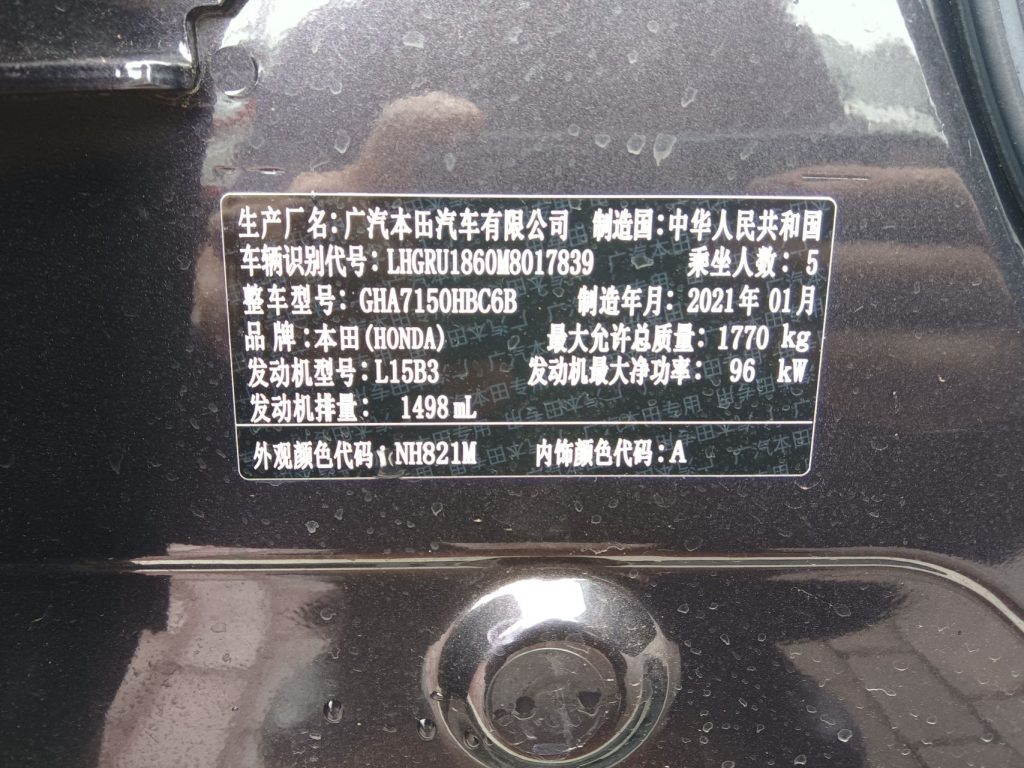 生产厂名:广汽本田汽车有限公司 制造国:中华人民共和国
车辆识别代号:LHGRU1860M8017839 乘坐人数:5
整车型号:GHA7150HBC6B 制造年月:2021年01月
品牌:本田(HONDA) 最大允许总质量:1770 kg
发动机型号:L15B3 发动机最大净功率:96 kW
发动机排量:1498 mL
外观颜色代码:NH821M 内饰颜色代码:A